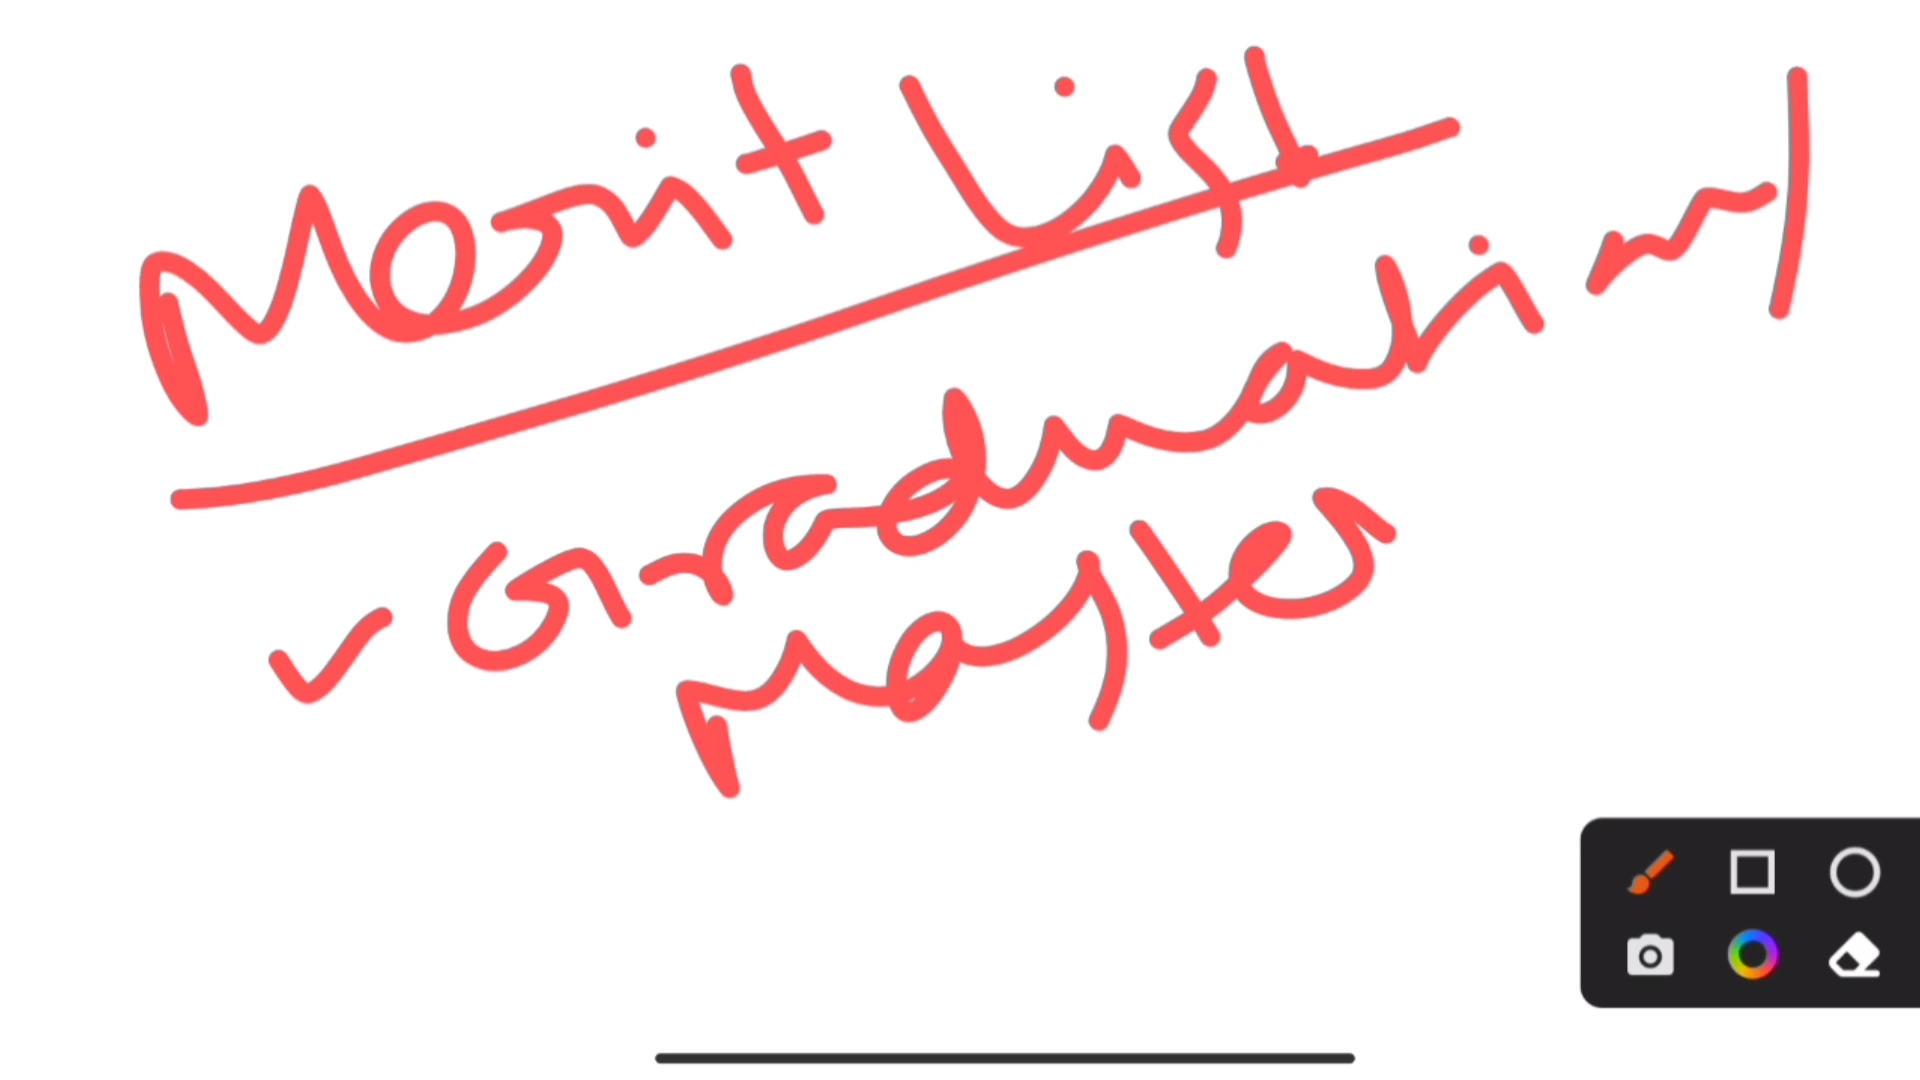 Merit List
✓ Graduation /
Master